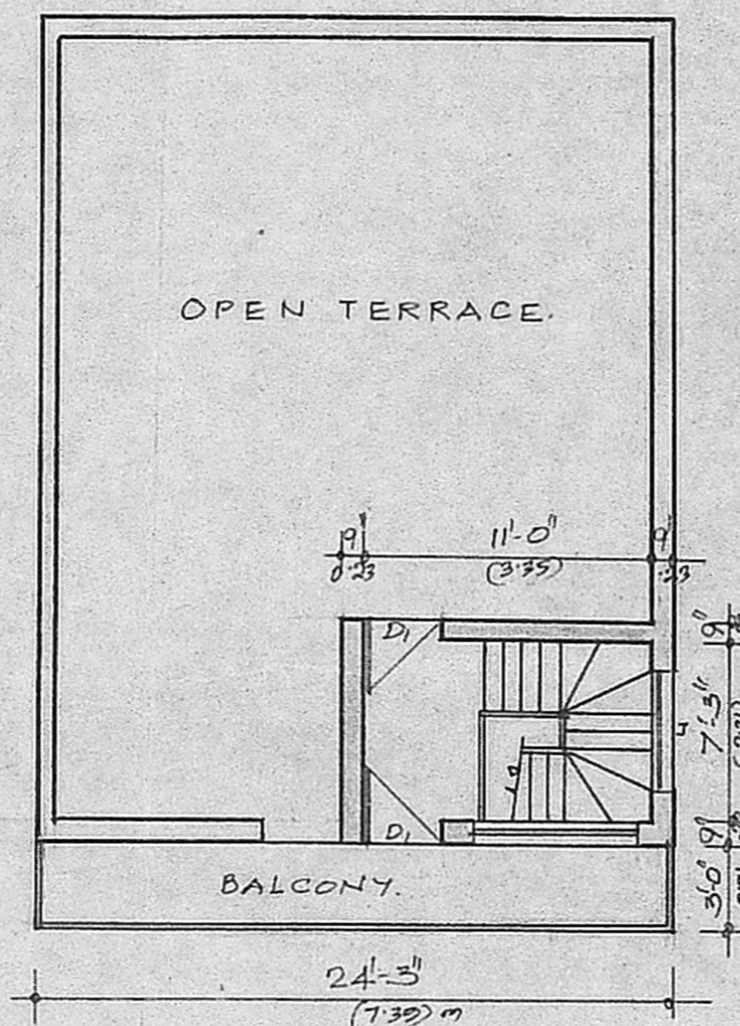 OPEN TERRACE.
9"
11'-0"
9"
0.23
(3.35)
.23
D1
D1
9"
7'-3"
9"
3'-0"
BALCONY.
24'-3"
(7.39) m